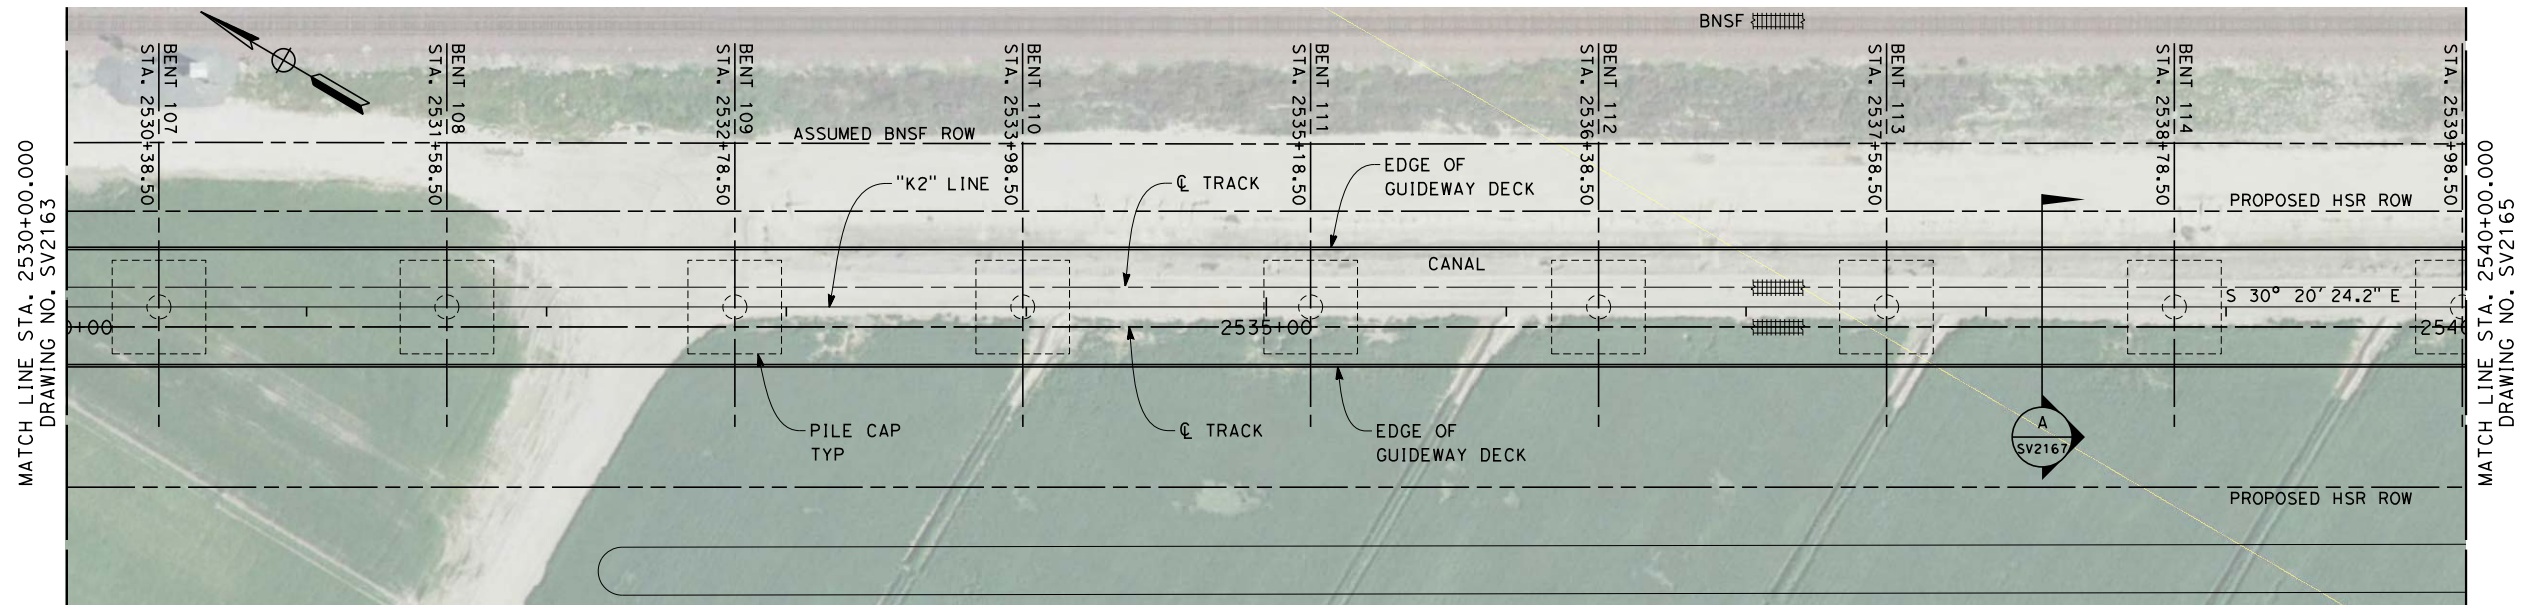 BNSF
BENT 107
STA. 2530+38.50
BENT 108
STA. 2531+58.50
BENT 109
STA. 2532+78.50
BENT 110
STA. 2533+98.50
BENT 111
STA. 2535+18.50
BENT 112
STA. 2536+38.50
BENT 113
STA. 2537+58.50
BENT 114
STA. 2538+78.50
STA. 2539+98.50
MATCH LINE STA. 2530+00.000
DRAWING NO. SV2163
MATCH LINE STA. 2540+00.000
DRAWING NO. SV2165
ASSUMED BNSF ROW
"K2" LINE
℄ TRACK
EDGE OF
GUIDEWAY DECK
PROPOSED HSR ROW
CANAL
S 30° 20' 24.2" E
0+00
2535+00
254
PILE CAP
TYP
℄ TRACK
EDGE OF
GUIDEWAY DECK
A
SV2167
PROPOSED HSR ROW